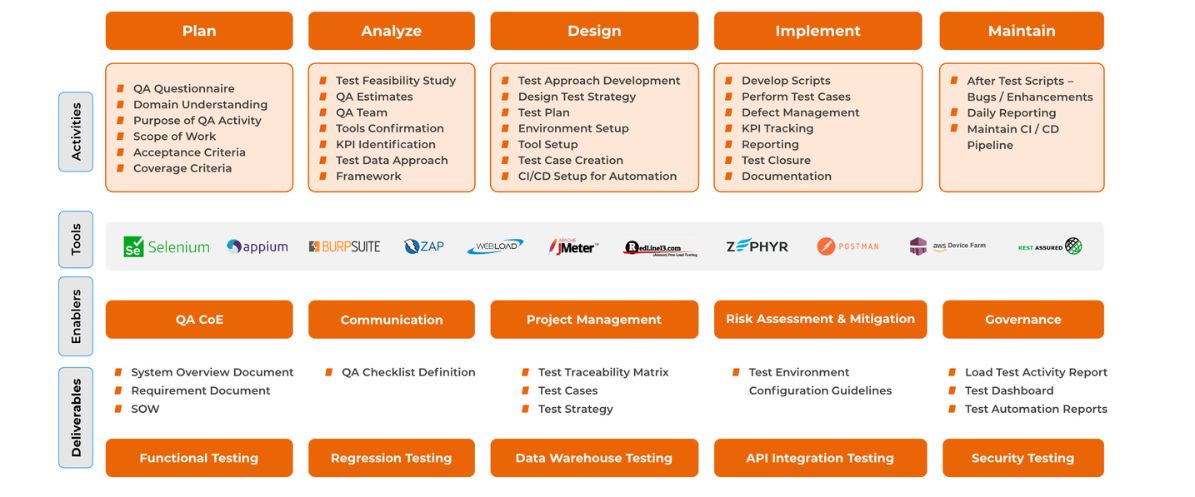 Plan
Analyze
Design
Implement
Maintain
Activities
QA Questionnaire
Domain Understanding
Purpose of QA Activity
Scope of Work
Acceptance Criteria
Coverage Criteria
Test Feasibility Study
QA Estimates
QA Team
Tools Confirmation
KPI Identification
Test Data Approach
Framework
Test Approach Development
Design Test Strategy
Test Plan
Environment Setup
Tool Setup
Test Case Creation
CI/CD Setup for Automation
Develop Scripts
Perform Test Cases
Defect Management
KPI Tracking
Reporting
Test Closure
Documentation
After Test Scripts –
Bugs / Enhancements
Daily Reporting
Maintain CI / CD
Pipeline
Tools
Se Selenium
appium
BURPSUITE
ZAP
WEBLOAD
APACHE
JMeter™
RedLine13.com
(Almost) Free Load Testing
ZEPHYR
POSTMAN
aws Device Farm
REST ASSURED
Enablers
QA CoE
Communication
Project Management
Risk Assessment & Mitigation
Governance
Deliverables
System Overview Document
Requirement Document
SOW
QA Checklist Definition
Test Traceability Matrix
Test Cases
Test Strategy
Test Environment
Configuration Guidelines
Load Test Activity Report
Test Dashboard
Test Automation Reports
Functional Testing
Regression Testing
Data Warehouse Testing
API Integration Testing
Security Testing